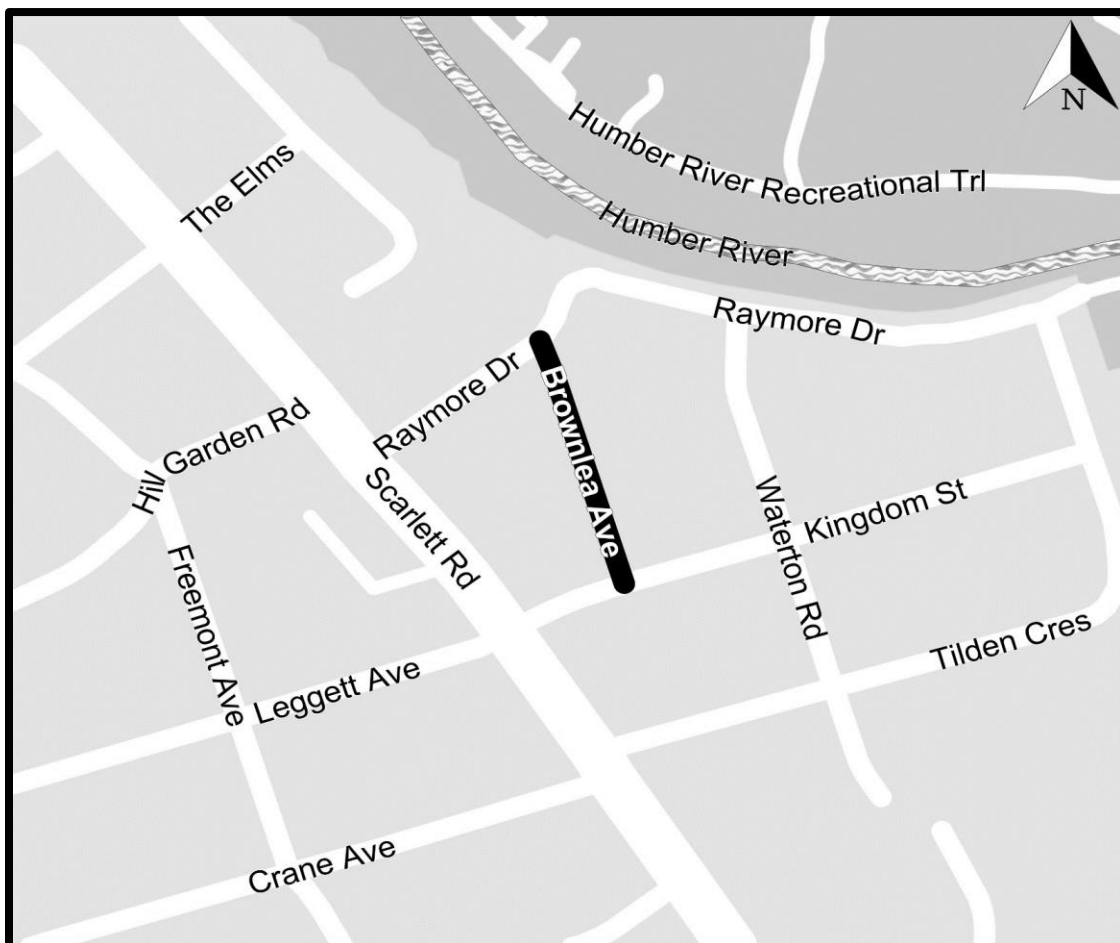 N
Humber River Recreational Trl
The Elms
Humber River
Raymore Dr
Raymore Dr
Brownlea Ave
Hill Garden Rd
Scarlett Rd
Waterton Rd
Kingdom St
Freemont Ave
Tilden Cres
Leggett Ave
Crane Ave